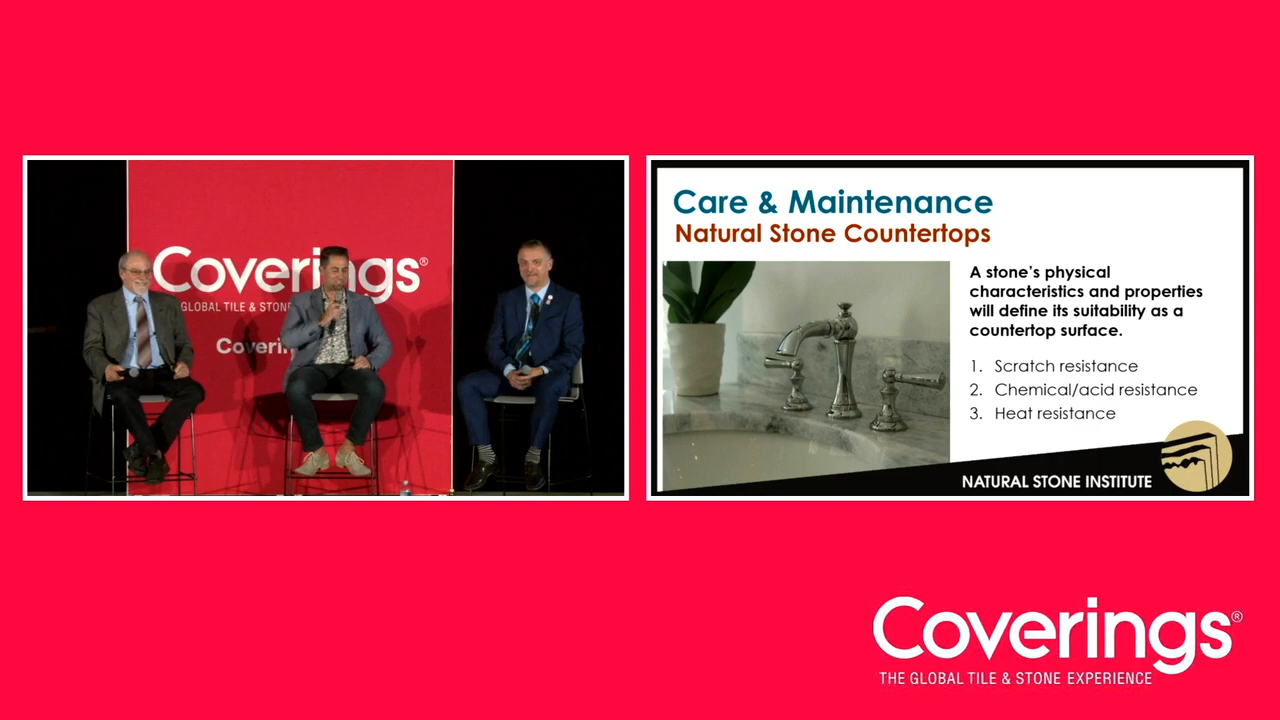 Coverings®
GLOBAL TILE & STONE
Coverin
Care & Maintenance
Natural Stone Countertops
A stone's physical
characteristics and properties
will define its suitability as a
countertop surface.
1. Scratch resistance
2. Chemical/acid resistance
3. Heat resistance
NATURAL STONE INSTITUTE
Coverings®
THE GLOBAL TILE & STONE EXPERIENCE